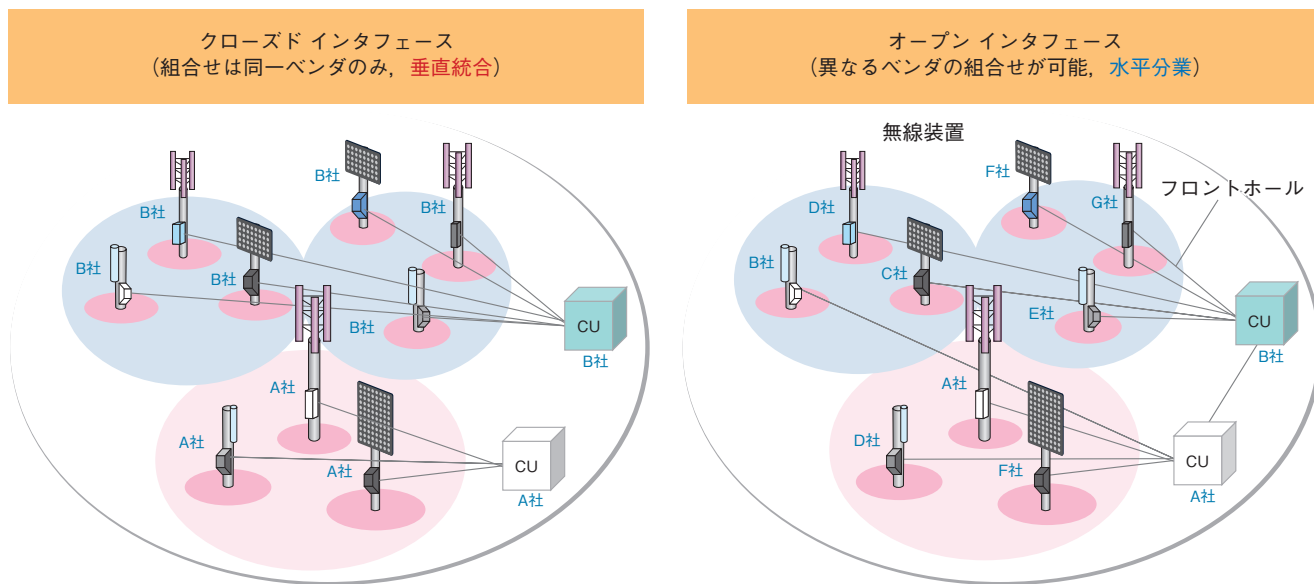 クローズド インタフェース
(組合せは同一ベンダのみ，垂直統合)
B社
B社
B社
B社
B社
B社
CU
B社
A社
A社
A社
CU
A社
オープン インタフェース
(異なるベンダの組合せが可能，水平分業)
無線装置
フロントホール
F社
D社
G社
B社
C社
E社
CU
B社
A社
D社
F社
CU
A社